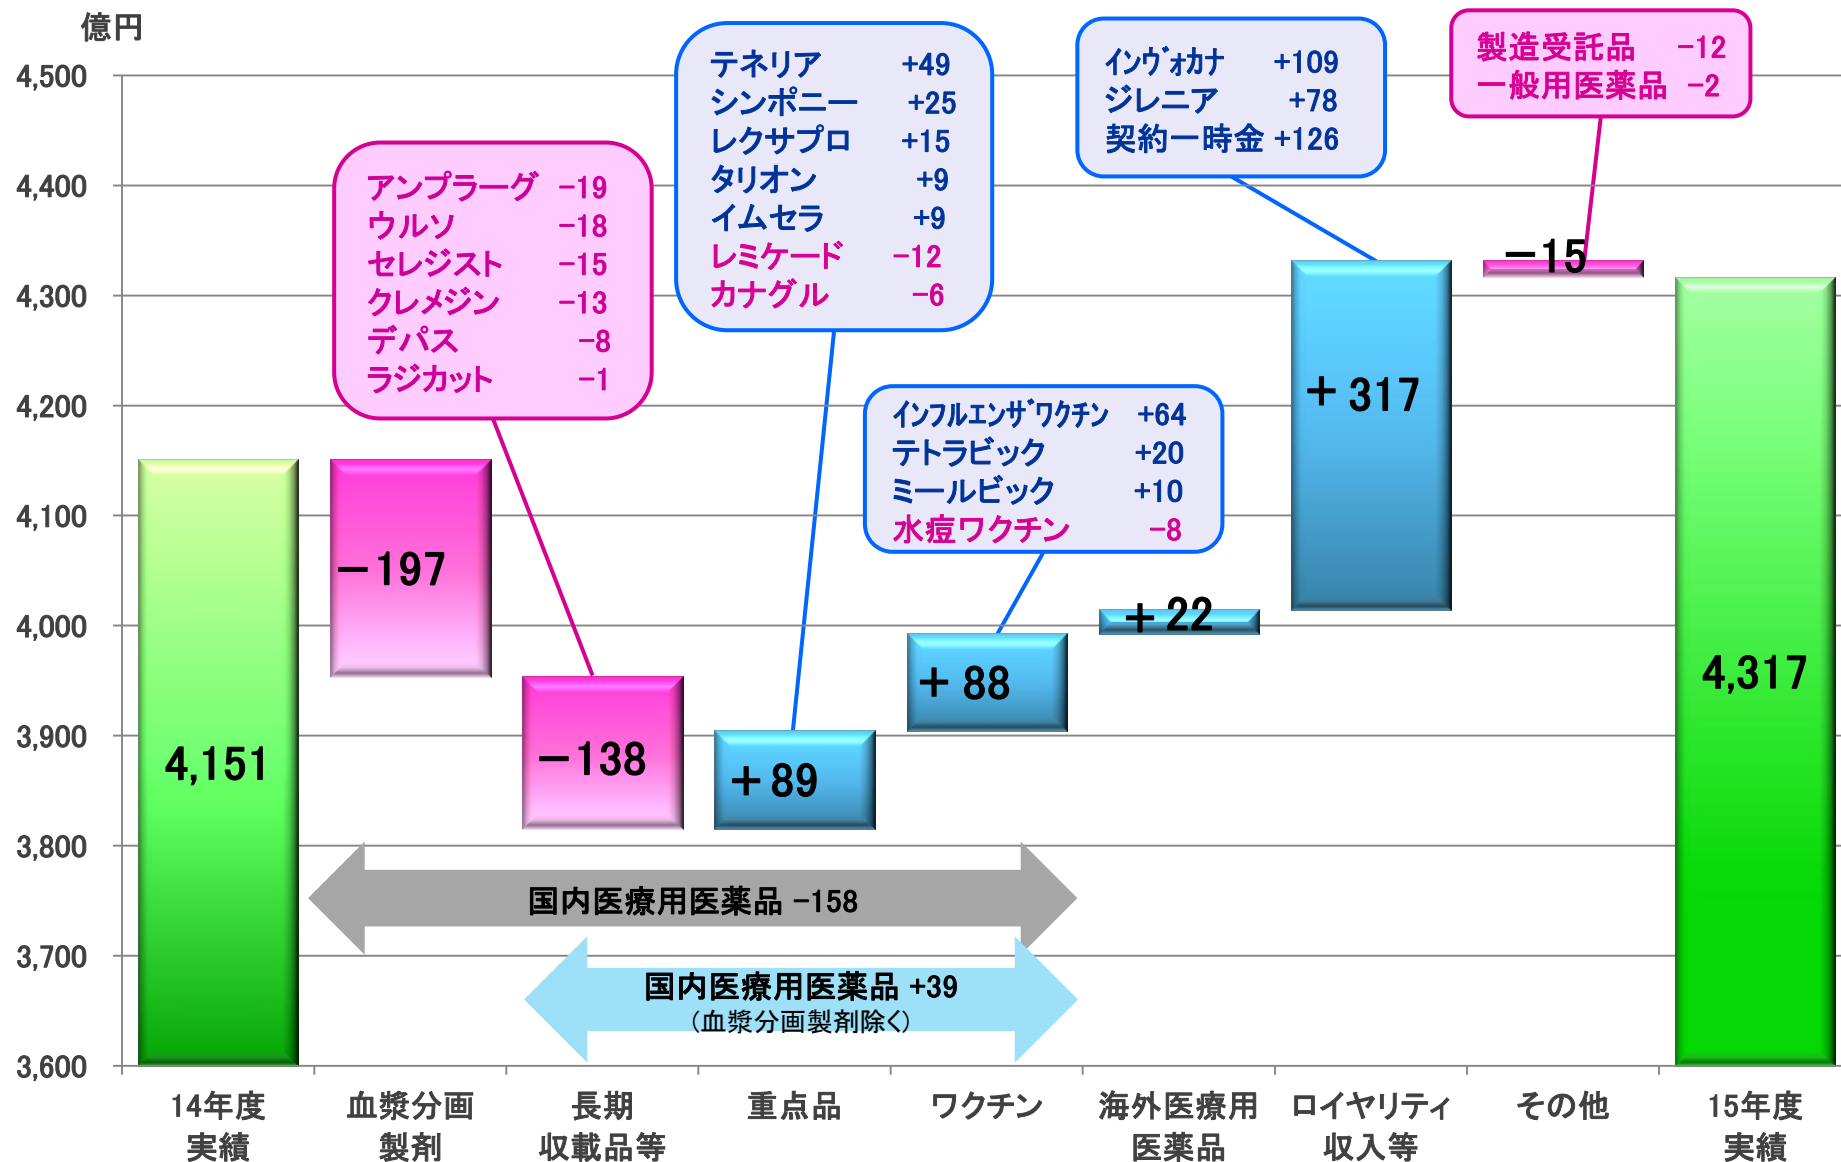 億円
4,500
4,400
4,300
4,200
4,100
4,000
3,900
3,800
3,700
3,600
アンプラーグ −19
ウルソ −18
セレジスト −15
クレメジン −13
デパス −8
ラジカット −1
テネリア +49
シンポニー +25
レクサプロ +15
タリオン +9
イムセラ +9
レミケード −12
カナグル −6
インフルエンザワクチン +64
テトラビック +20
ミールビック +10
水痘ワクチン −8
インヴォカナ +109
ジレニア +78
契約一時金 +126
製造受託品 −12
一般用医薬品 −2
4,151
−197
−138
+89
+88
+22
+317
−15
4,317
国内医療用医薬品 −158
国内医療用医薬品 +39
(血漿分画製剤除く)
14年度
実績
血漿分画
製剤
長期
収載品等
重点品
ワクチン
海外医療用
医薬品
ロイヤリティ
収入等
その他
15年度
実績